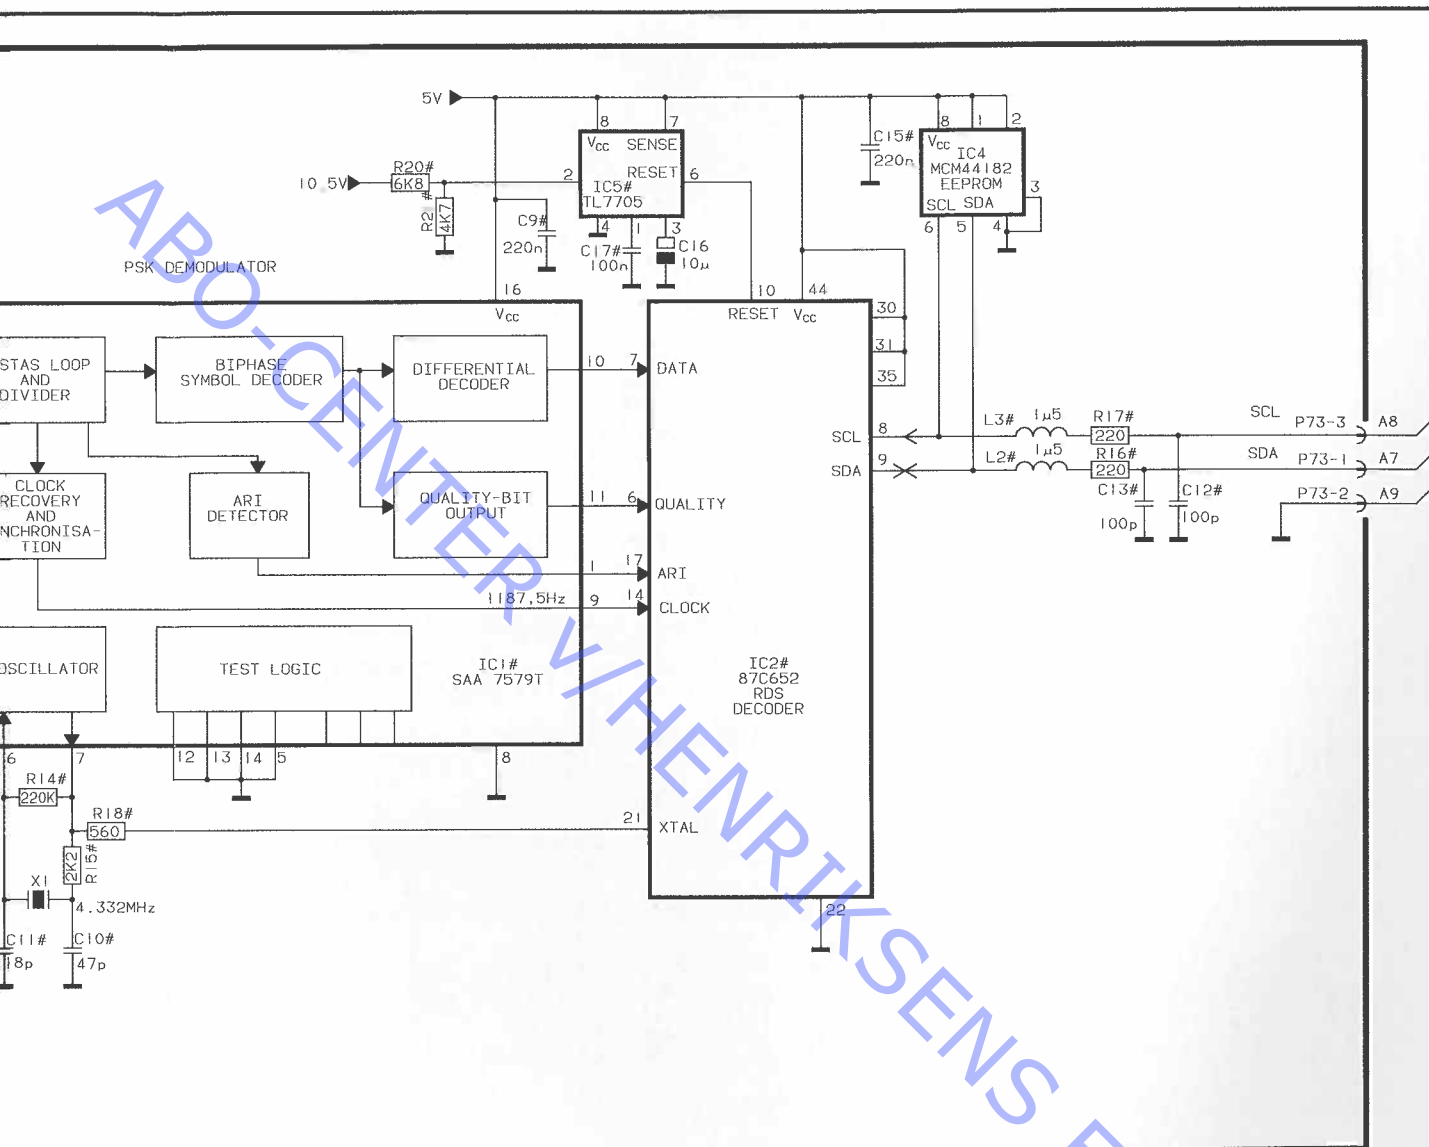 5V
8
7
VCC SENSE
RESET
IC5#
TL7705
2
6
4
1
3
10 5V
R20#
6K8
R2 #
4K7
C9#
220n
C17#
100n
C16
10µ
C15#
220n
8
1
2
VCC
IC4
MCM44182
EEPROM
SCL SDA
3
6
5
4
PSK DEMODULATOR
16
VCC
10
44
RESET VCC
30
31
35
STAS LOOP
AND
DIVIDER
BIPHASE
SYMBOL DECODER
DIFFERENTIAL
DECODER
10
7
DATA
SCL
8
SDA
9
L3#
1µ5
R17#
220
SCL
P73-3
A8
L2#
1µ5
R16#
220
SDA
P73-1
A7
P73-2
A9
C13#
100p
C12#
100p
CLOCK
RECOVERY
AND
NCHRONISA-
TION
ARI
DETECTOR
QUALITY-BIT
OUTPUT
11
6
QUALITY
1
17
ARI
1187,5Hz
9
14
CLOCK
OSCILLATOR
TEST LOGIC
IC1#
SAA 7579T
IC2#
87C652
RDS
DECODER
6
7
12
13
14
5
8
R14#
220K
R18#
560
21
XTAL
2K2
R15#
X1
4.332MHz
22
C11#
18p
C10#
47p
ABO-CENTER v/HENRIKSENS E